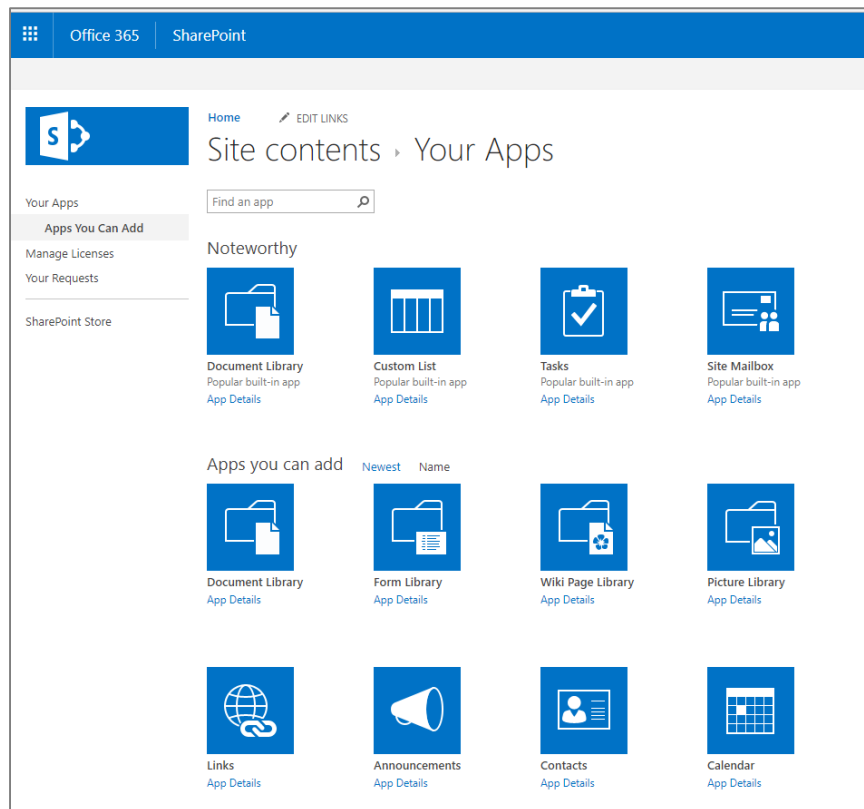 Office 365 SharePoint
S
Home EDIT LINKS
Site contents ▸ Your Apps
Find an app
Your Apps
Apps You Can Add
Manage Licenses
Your Requests
SharePoint Store
Noteworthy
Document Library Custom List Tasks Site Mailbox
Popular built-in app Popular built-in app Popular built-in app Popular built-in app
App Details App Details App Details App Details
Apps you can add Newest Name
Document Library Form Library Wiki Page Library Picture Library
App Details App Details App Details App Details
Links Announcements Contacts Calendar
App Details App Details App Details App Details